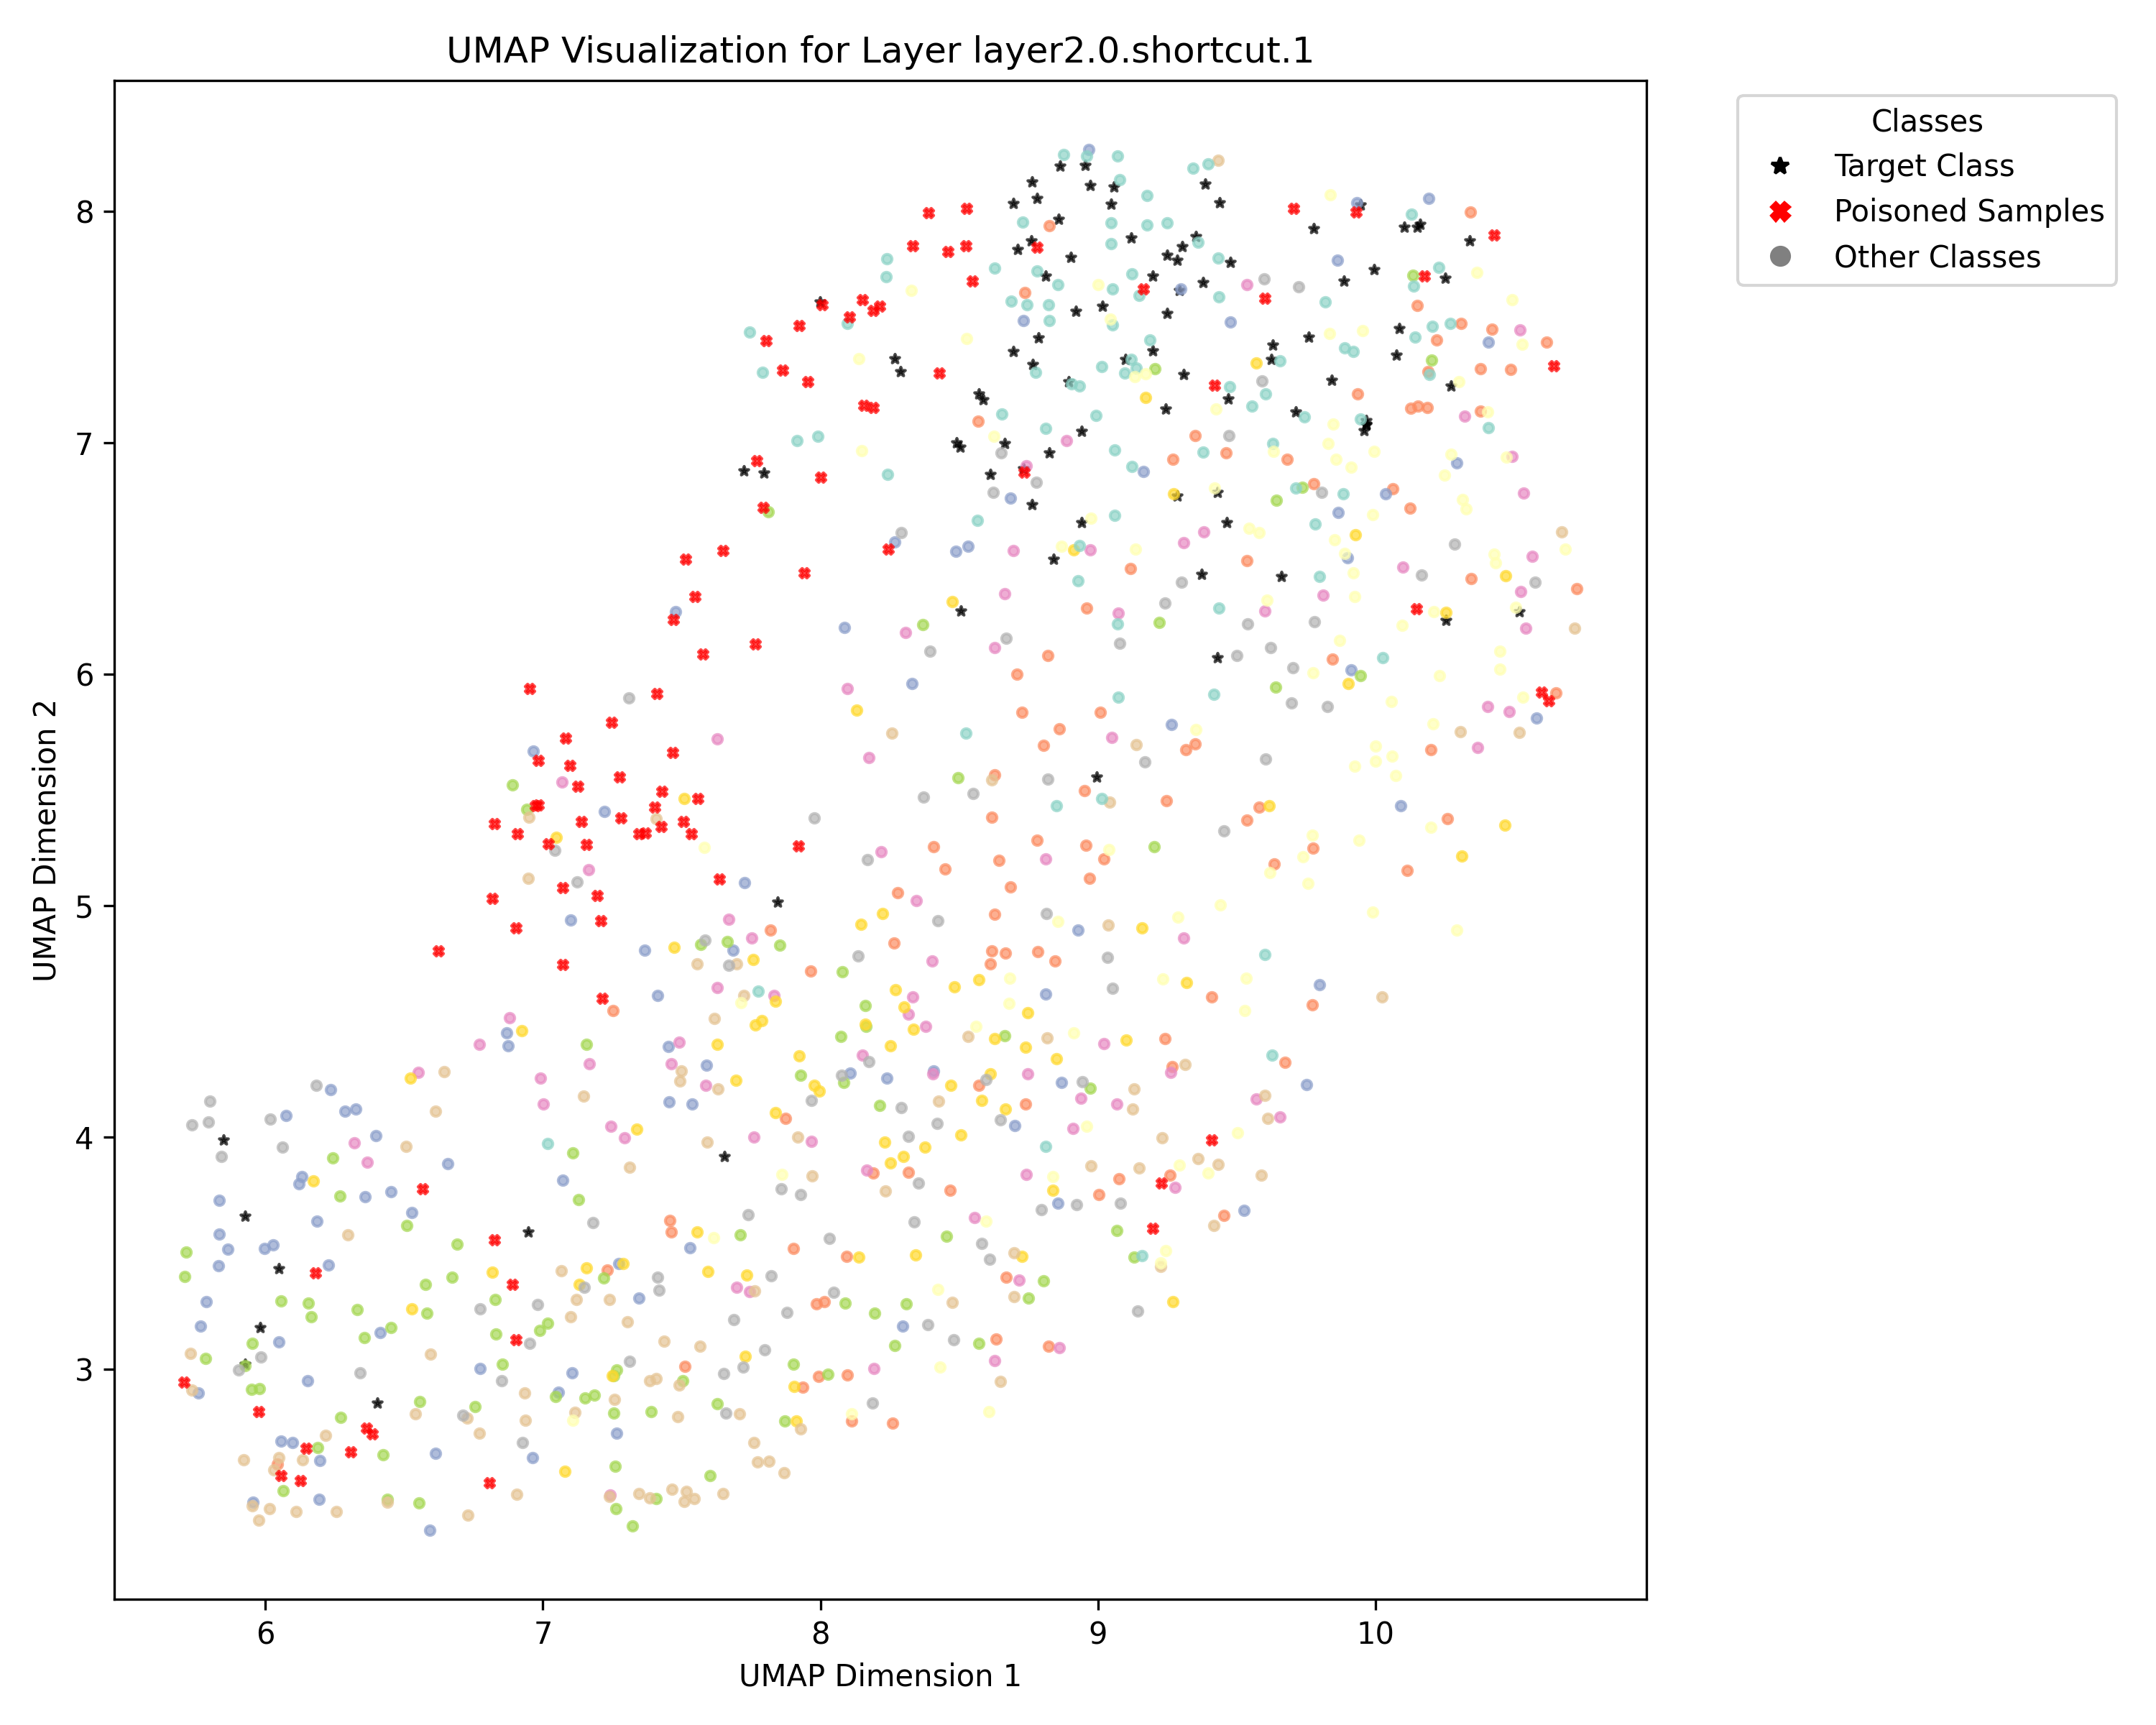 UMAP Visualization for Layer layer2.0.shortcut.1
Classes
Target Class
Poisoned Samples
Other Classes
8
7
6
5
4
3
UMAP Dimension 2
6 7 8 9 10
UMAP Dimension 1